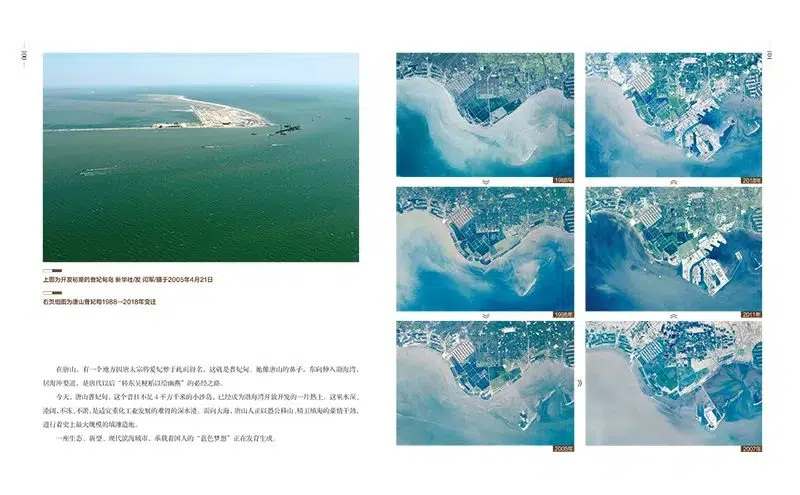 100
上图为开发初期的曹妃甸岛 新华社/发 闫军/摄于2005年4月21日
右页组图为唐山曹妃甸1988—2018年变迁
在唐山，有一个地方因唐太宗将爱妃葬于此而得名，这就是曹妃甸。她像唐山的鼻子，东向伸入渤海湾，
居海冲要道，是唐代以后“转东吴粳稻以给幽燕”的必经之路。
今天，唐山曹妃甸，这个昔日不足 4 平方千米的小沙岛，已经成为渤海湾开放开发的一片热土。这里水深、
港阔、不冻、不淤，是适宜重化工业发展的难得的深水港。面向大海，唐山人正以愚公移山、精卫填海的豪情干劲，
进行着史上最大规模的填滩造地。
一座生态、新型、现代滨海城市，承载着国人的“蓝色梦想”正在发育生成。
101
1988年
2018年
1998年
2011年
2005年
2007年